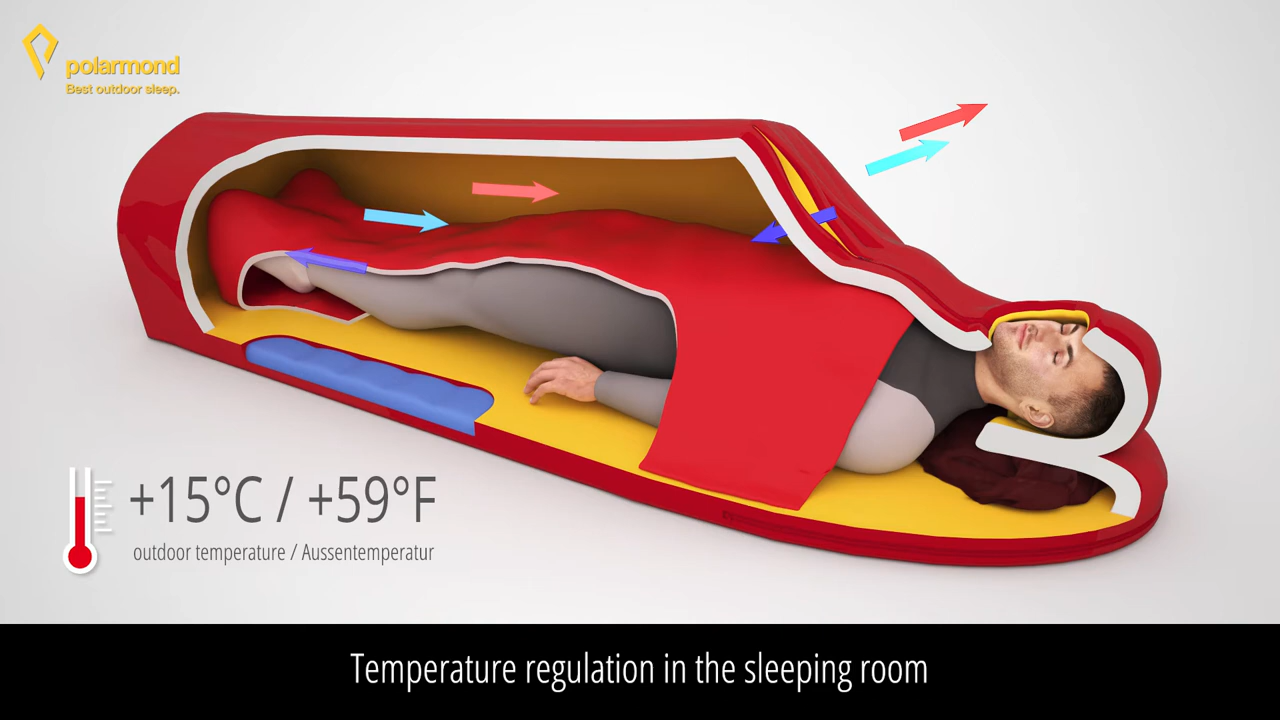 polarmond
Best outdoor sleep.
+15°C / +59°F
outdoor temperature / Aussentemperatur
Temperature regulation in the sleeping room